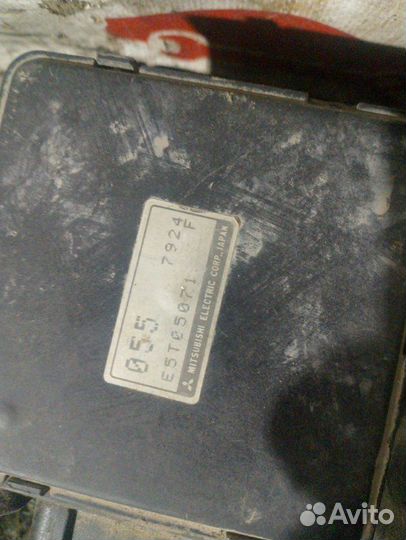 055
E5T05071 7924
F
MITSUBISHI ELECTRIC CORP., JAPAN
Avito